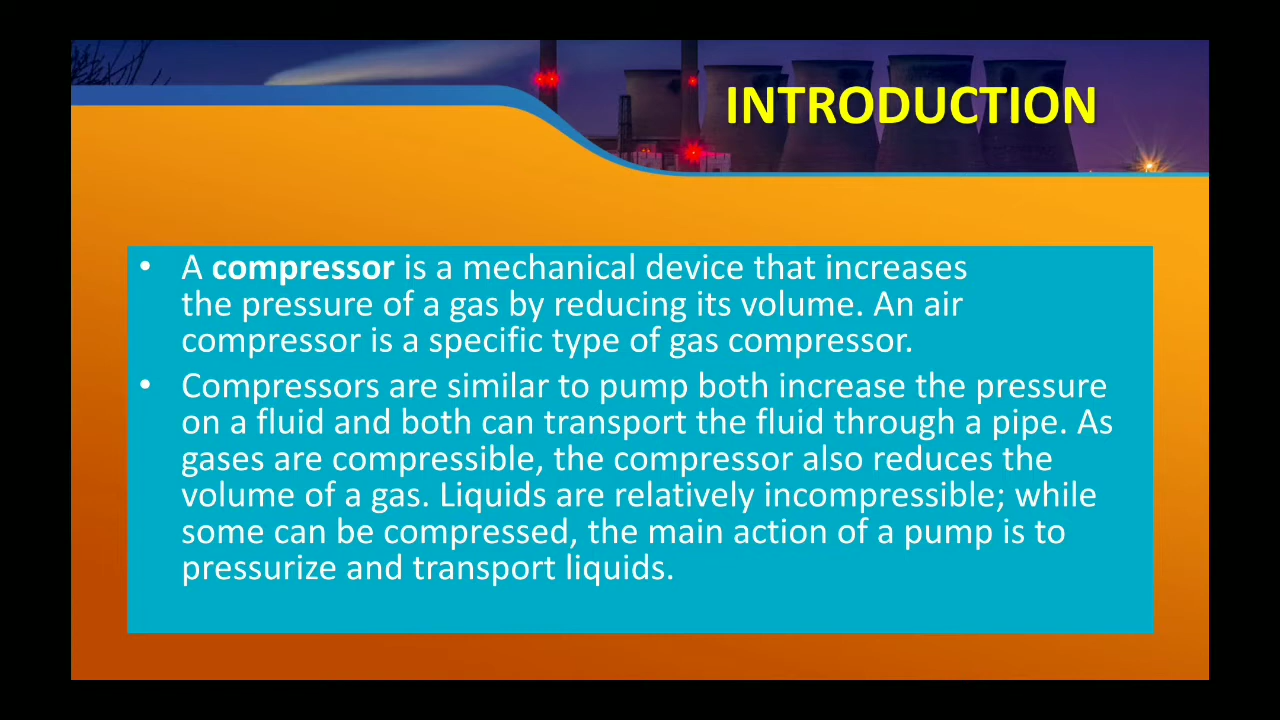 INTRODUCTION
• A compressor is a mechanical device that increases
the pressure of a gas by reducing its volume. An air
compressor is a specific type of gas compressor.
• Compressors are similar to pump both increase the pressure
on a fluid and both can transport the fluid through a pipe. As
gases are compressible, the compressor also reduces the
volume of a gas. Liquids are relatively incompressible; while
some can be compressed, the main action of a pump is to
pressurize and transport liquids.